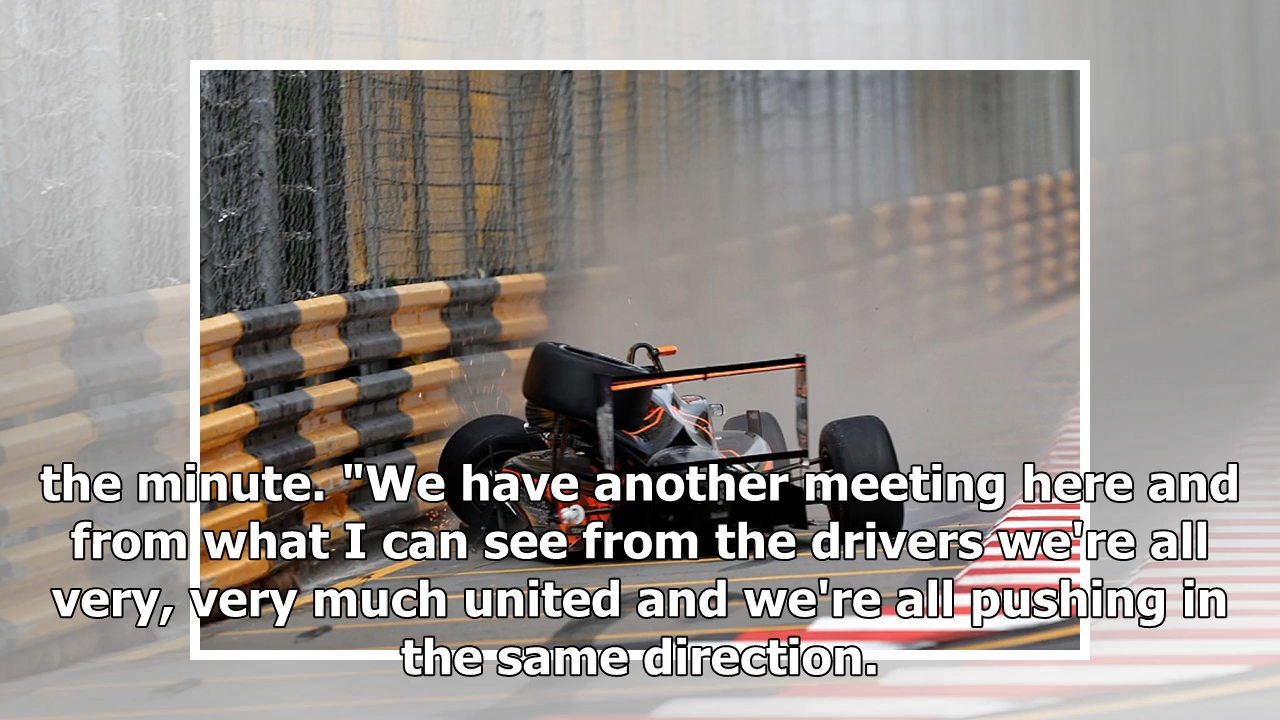 the minute. "We have another meeting here and
from what I can see from the drivers we're all
very, very much united and we're all pushing in
the same direction.